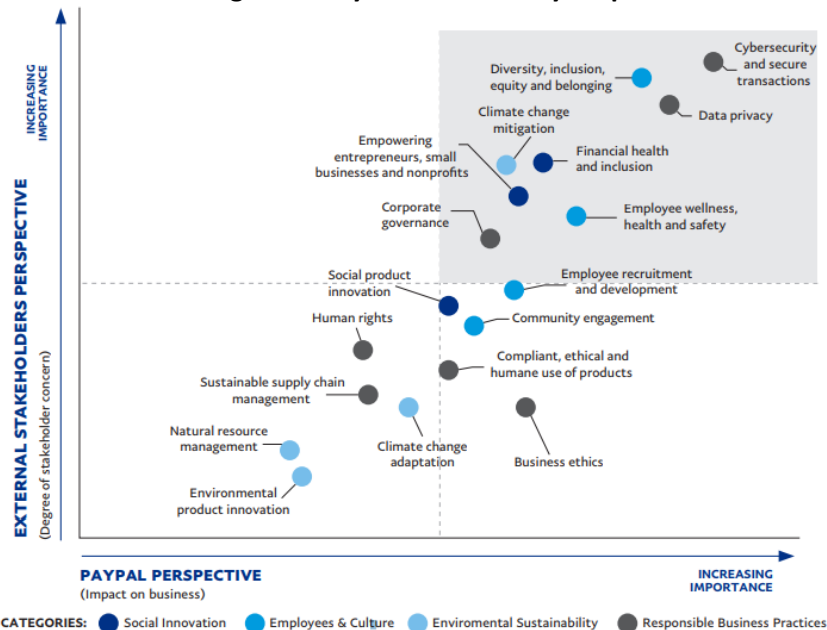 INCREASING
IMPORTANCE
EXTERNAL STAKEHOLDERS PERSPECTIVE
(Degree of stakeholder concern)
Cybersecurity
and secure
transactions
Diversity, inclusion,
equity and belonging
Data privacy
Climate change
mitigation
Empowering
entrepreneurs, small
businesses and nonprofits
Financial health
and inclusion
Corporate
governance
Employee wellness,
health and safety
Social product
innovation
Employee recruitment
and development
Human rights
Community engagement
Compliant, ethical and
humane use of products
Sustainable supply chain
management
Natural resource
management
Climate change
adaptation
Business ethics
Environmental
product innovation
PAYPAL PERSPECTIVE
(Impact on business)
INCREASING
IMPORTANCE
CATEGORIES: Social Innovation Employees & Culture Enviromental Sustainability Responsible Business Practices